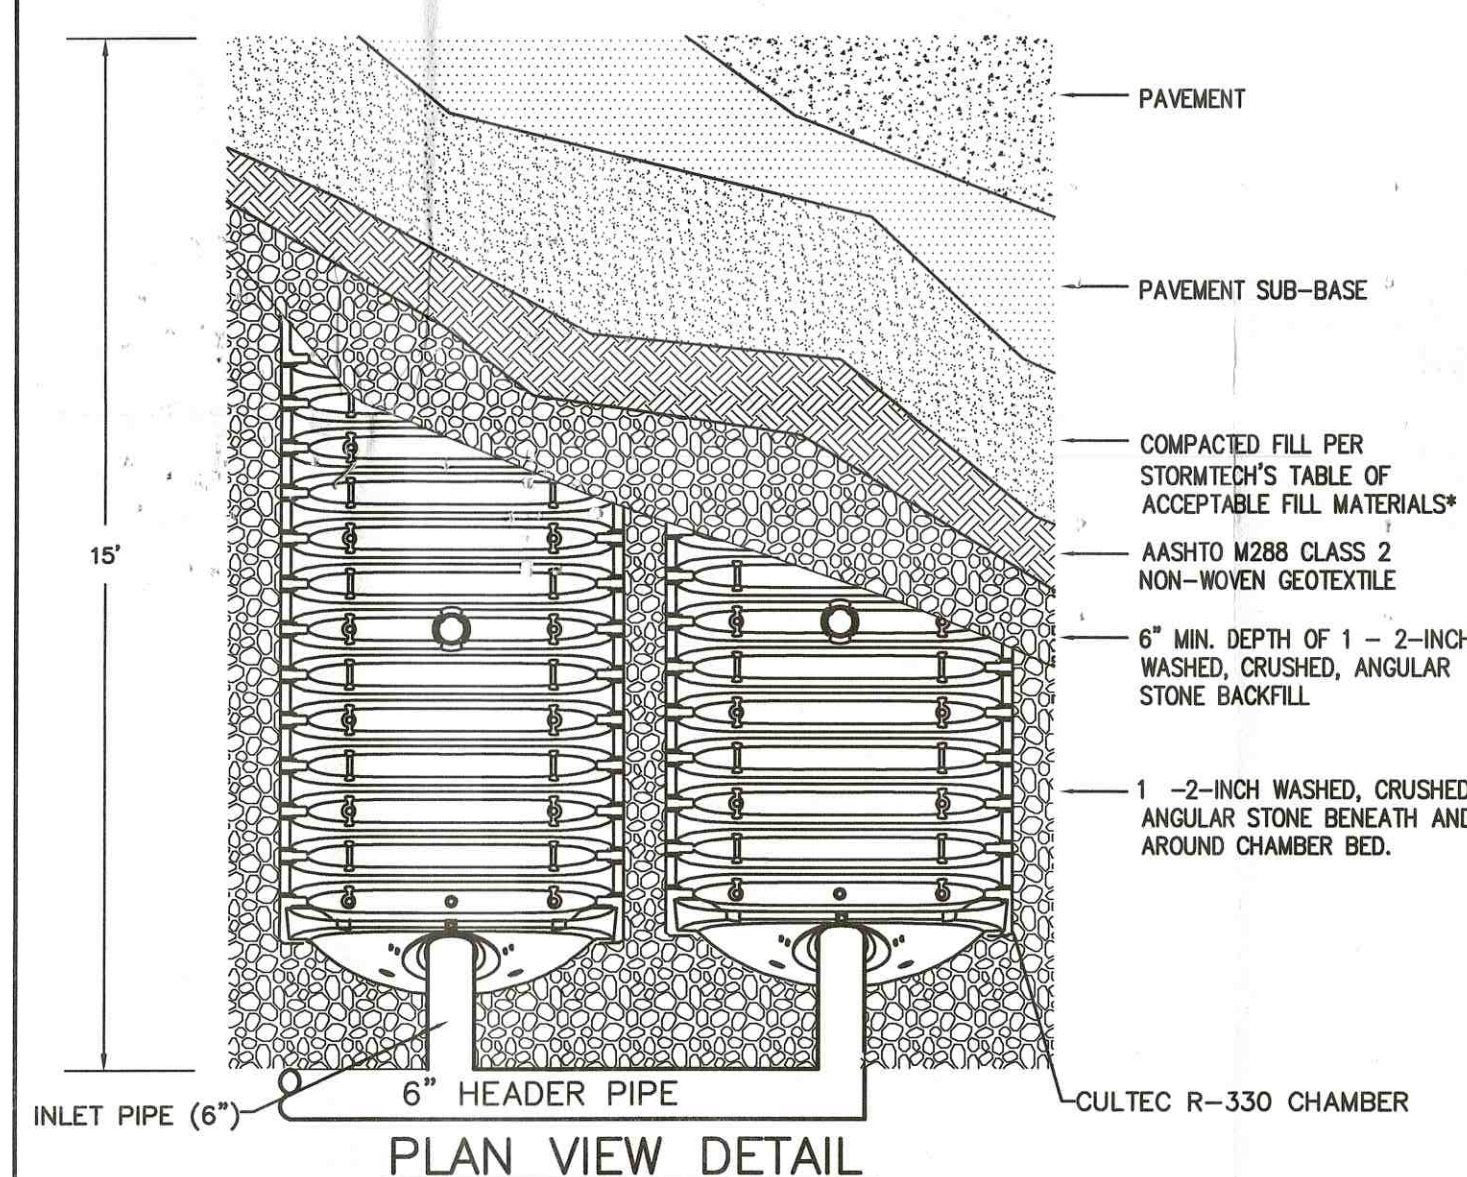 PAVEMENT
PAVEMENT SUB-BASE
COMPACTED FILL PER
STORMTECH'S TABLE OF
ACCEPTABLE FILL MATERIALS*
15'
AASHTO M288 CLASS 2
NON-WOVEN GEOTEXTILE
6" MIN. DEPTH OF 1 - 2-INCH
WASHED, CRUSHED, ANGULAR
STONE BACKFILL
1 -2-INCH WASHED, CRUSHED
ANGULAR STONE BENEATH AND
AROUND CHAMBER BED.
6" HEADER PIPE
INLET PIPE (6")
CULTEC R-330 CHAMBER
PLAN VIEW DETAIL